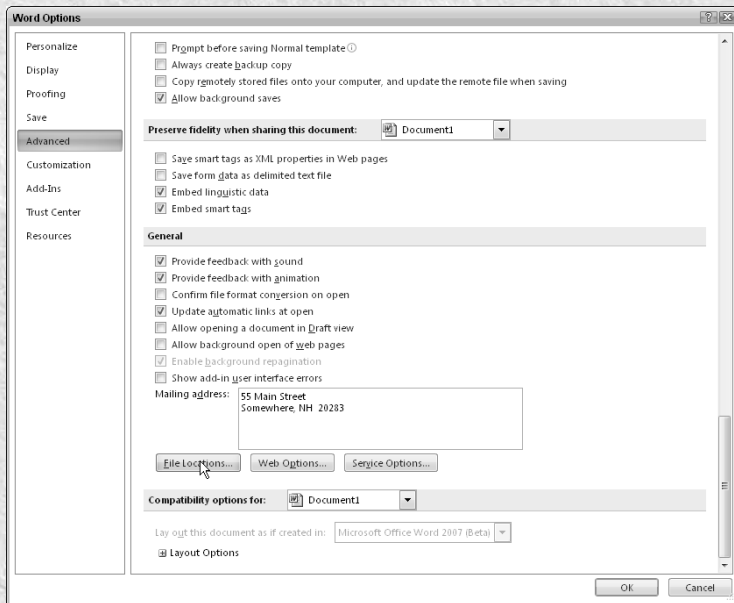 Word Options
Personalize
Display
Proofing
Save
Advanced
Customization
Add-Ins
Trust Center
Resources
Prompt before saving Normal template
Always create backup copy
Copy remotely stored files onto your computer, and update the remote file when saving
Allow background saves
Preserve fidelity when sharing this document: Document1
Save smart tags as XML properties in Web pages
Save form data as delimited text file
Embed linguistic data
Embed smart tags
General
Provide feedback with sound
Provide feedback with animation
Confirm file format conversion on open
Update automatic links at open
Allow opening a document in Draft view
Allow background open of web pages
Enable background repagination
Show add-in user interface errors
Mailing address: 55 Main Street
Somewhere, NH 20283
File Locations... Web Options... Service Options...
Compatibility options for: Document1
Lay out this document as if created in: Microsoft Office Word 2007 (Beta)
Layout Options
OK Cancel